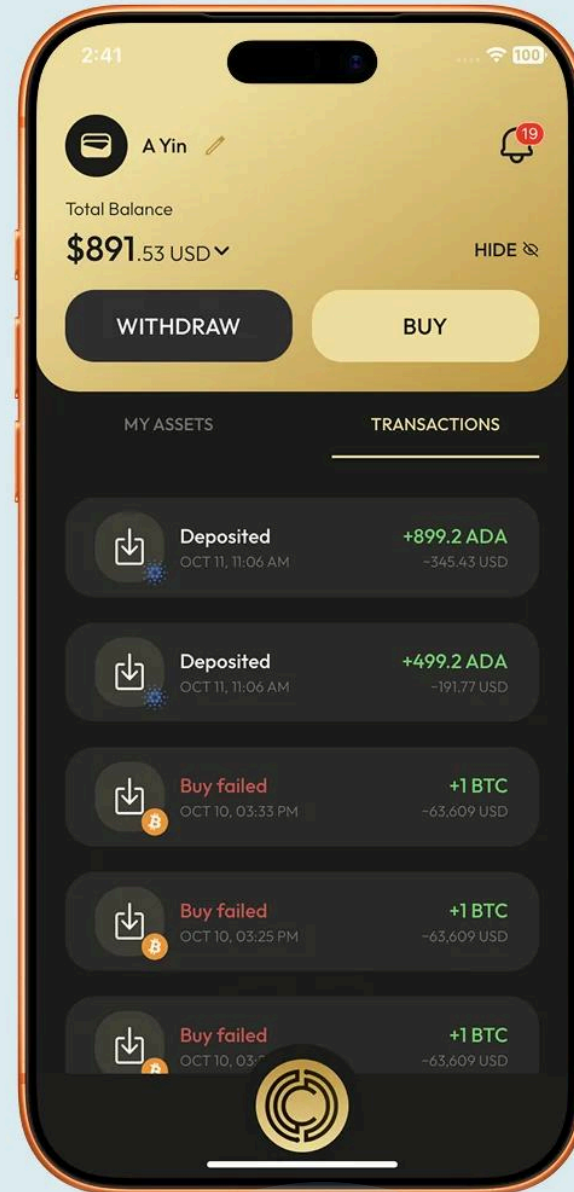 2:41
100
A Yin
19
Total Balance
$891.53 USD
HIDE
WITHDRAW
BUY
MY ASSETS
TRANSACTIONS
Deposited
+899.2 ADA
OCT 11, 11:06 AM
~345.43 USD
Deposited
+499.2 ADA
OCT 11, 11:06 AM
~191.77 USD
Buy failed
+1 BTC
OCT 10, 03:33 PM
~63,609 USD
Buy failed
+1 BTC
OCT 10, 03:25 PM
~63,609 USD
Buy failed
+1 BTC
OCT 10,
~63,609 USD